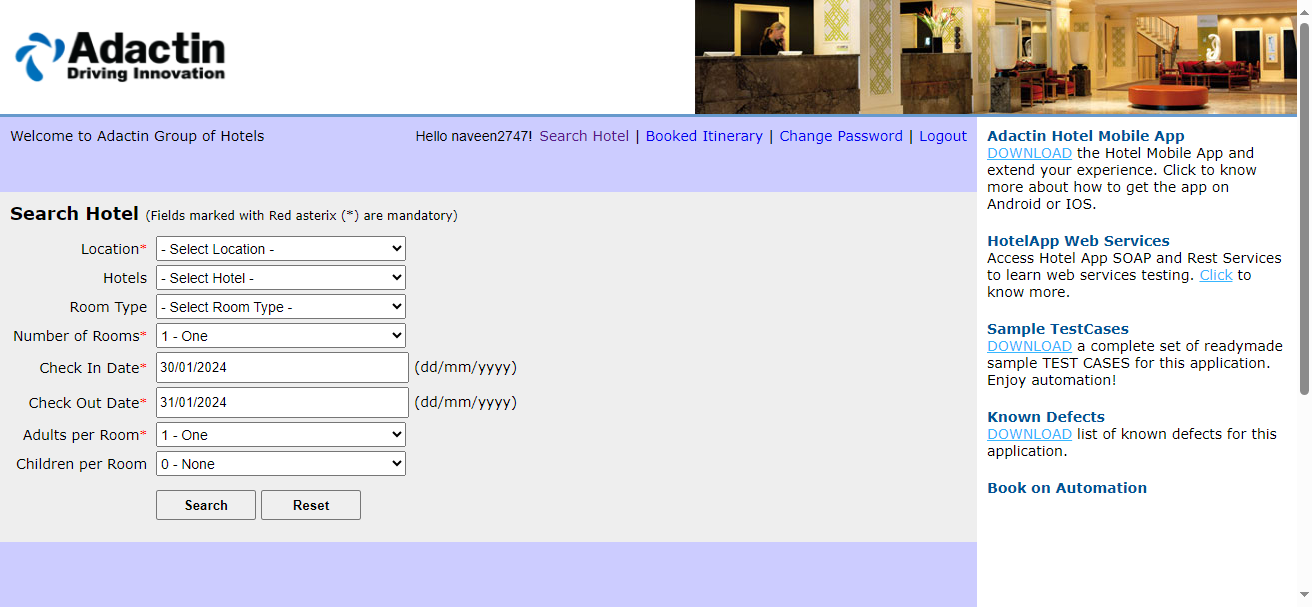 Adactin
Driving Innovation
Welcome to Adactin Group of Hotels
Hello naveen2747! Search Hotel | Booked Itinerary | Change Password | Logout
Search Hotel (Fields marked with Red asterix (*) are mandatory)
Location* - Select Location -
Hotels - Select Hotel -
Room Type - Select Room Type -
Number of Rooms* 1 - One
Check In Date* 30/01/2024 (dd/mm/yyyy)
Check Out Date* 31/01/2024 (dd/mm/yyyy)
Adults per Room* 1 - One
Children per Room 0 - None
Search Reset
Adactin Hotel Mobile App
DOWNLOAD the Hotel Mobile App and
extend your experience. Click to know
more about how to get the app on
Android or IOS.
HotelApp Web Services
Access Hotel App SOAP and Rest Services
to learn web services testing. Click to
know more.
Sample TestCases
DOWNLOAD a complete set of readymade
sample TEST CASES for this application.
Enjoy automation!
Known Defects
DOWNLOAD list of known defects for this
application.
Book on Automation